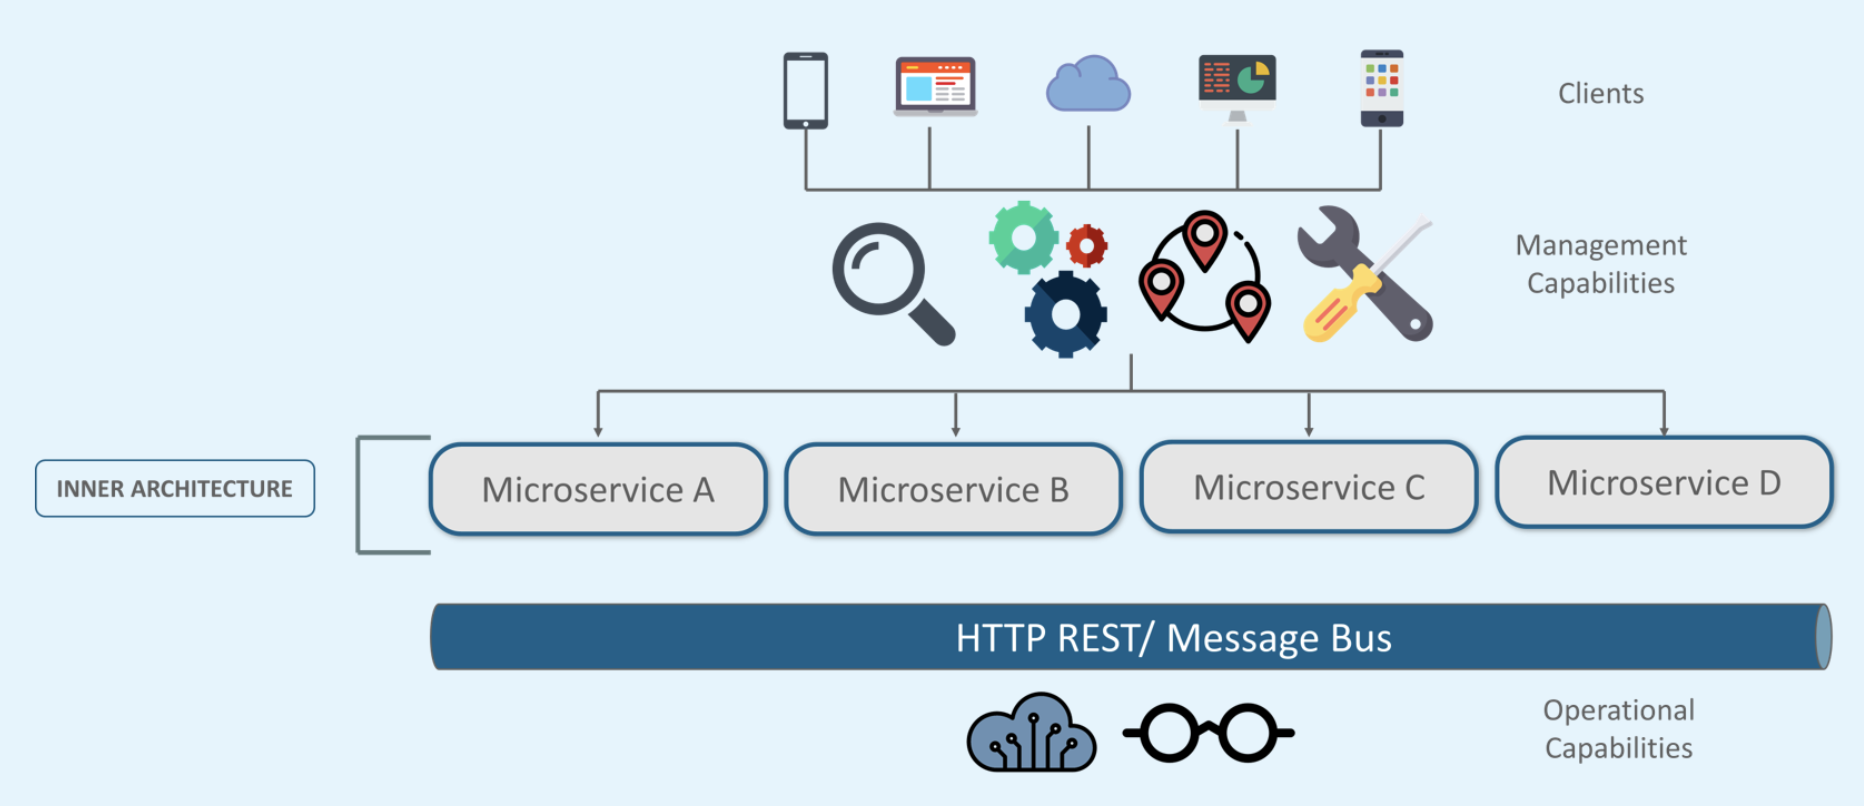 Clients
Management
Capabilities
INNER ARCHITECTURE
Microservice A
Microservice B
Microservice C
Microservice D
HTTP REST/ Message Bus
Operational
Capabilities